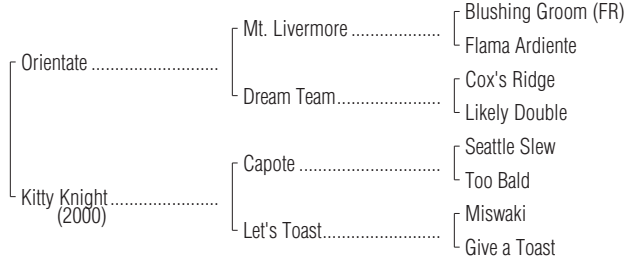 Blushing Groom (FR)
Mt. Livermore ....................
Flama Ardiente
Orientate .............................
Cox's Ridge
Dream Team.......................
Likely Double
Seattle Slew
Capote ................................
Too Bald
Kitty Knight .........................
(2000)
Miswaki
Let's Toast..........................
Give a Toast